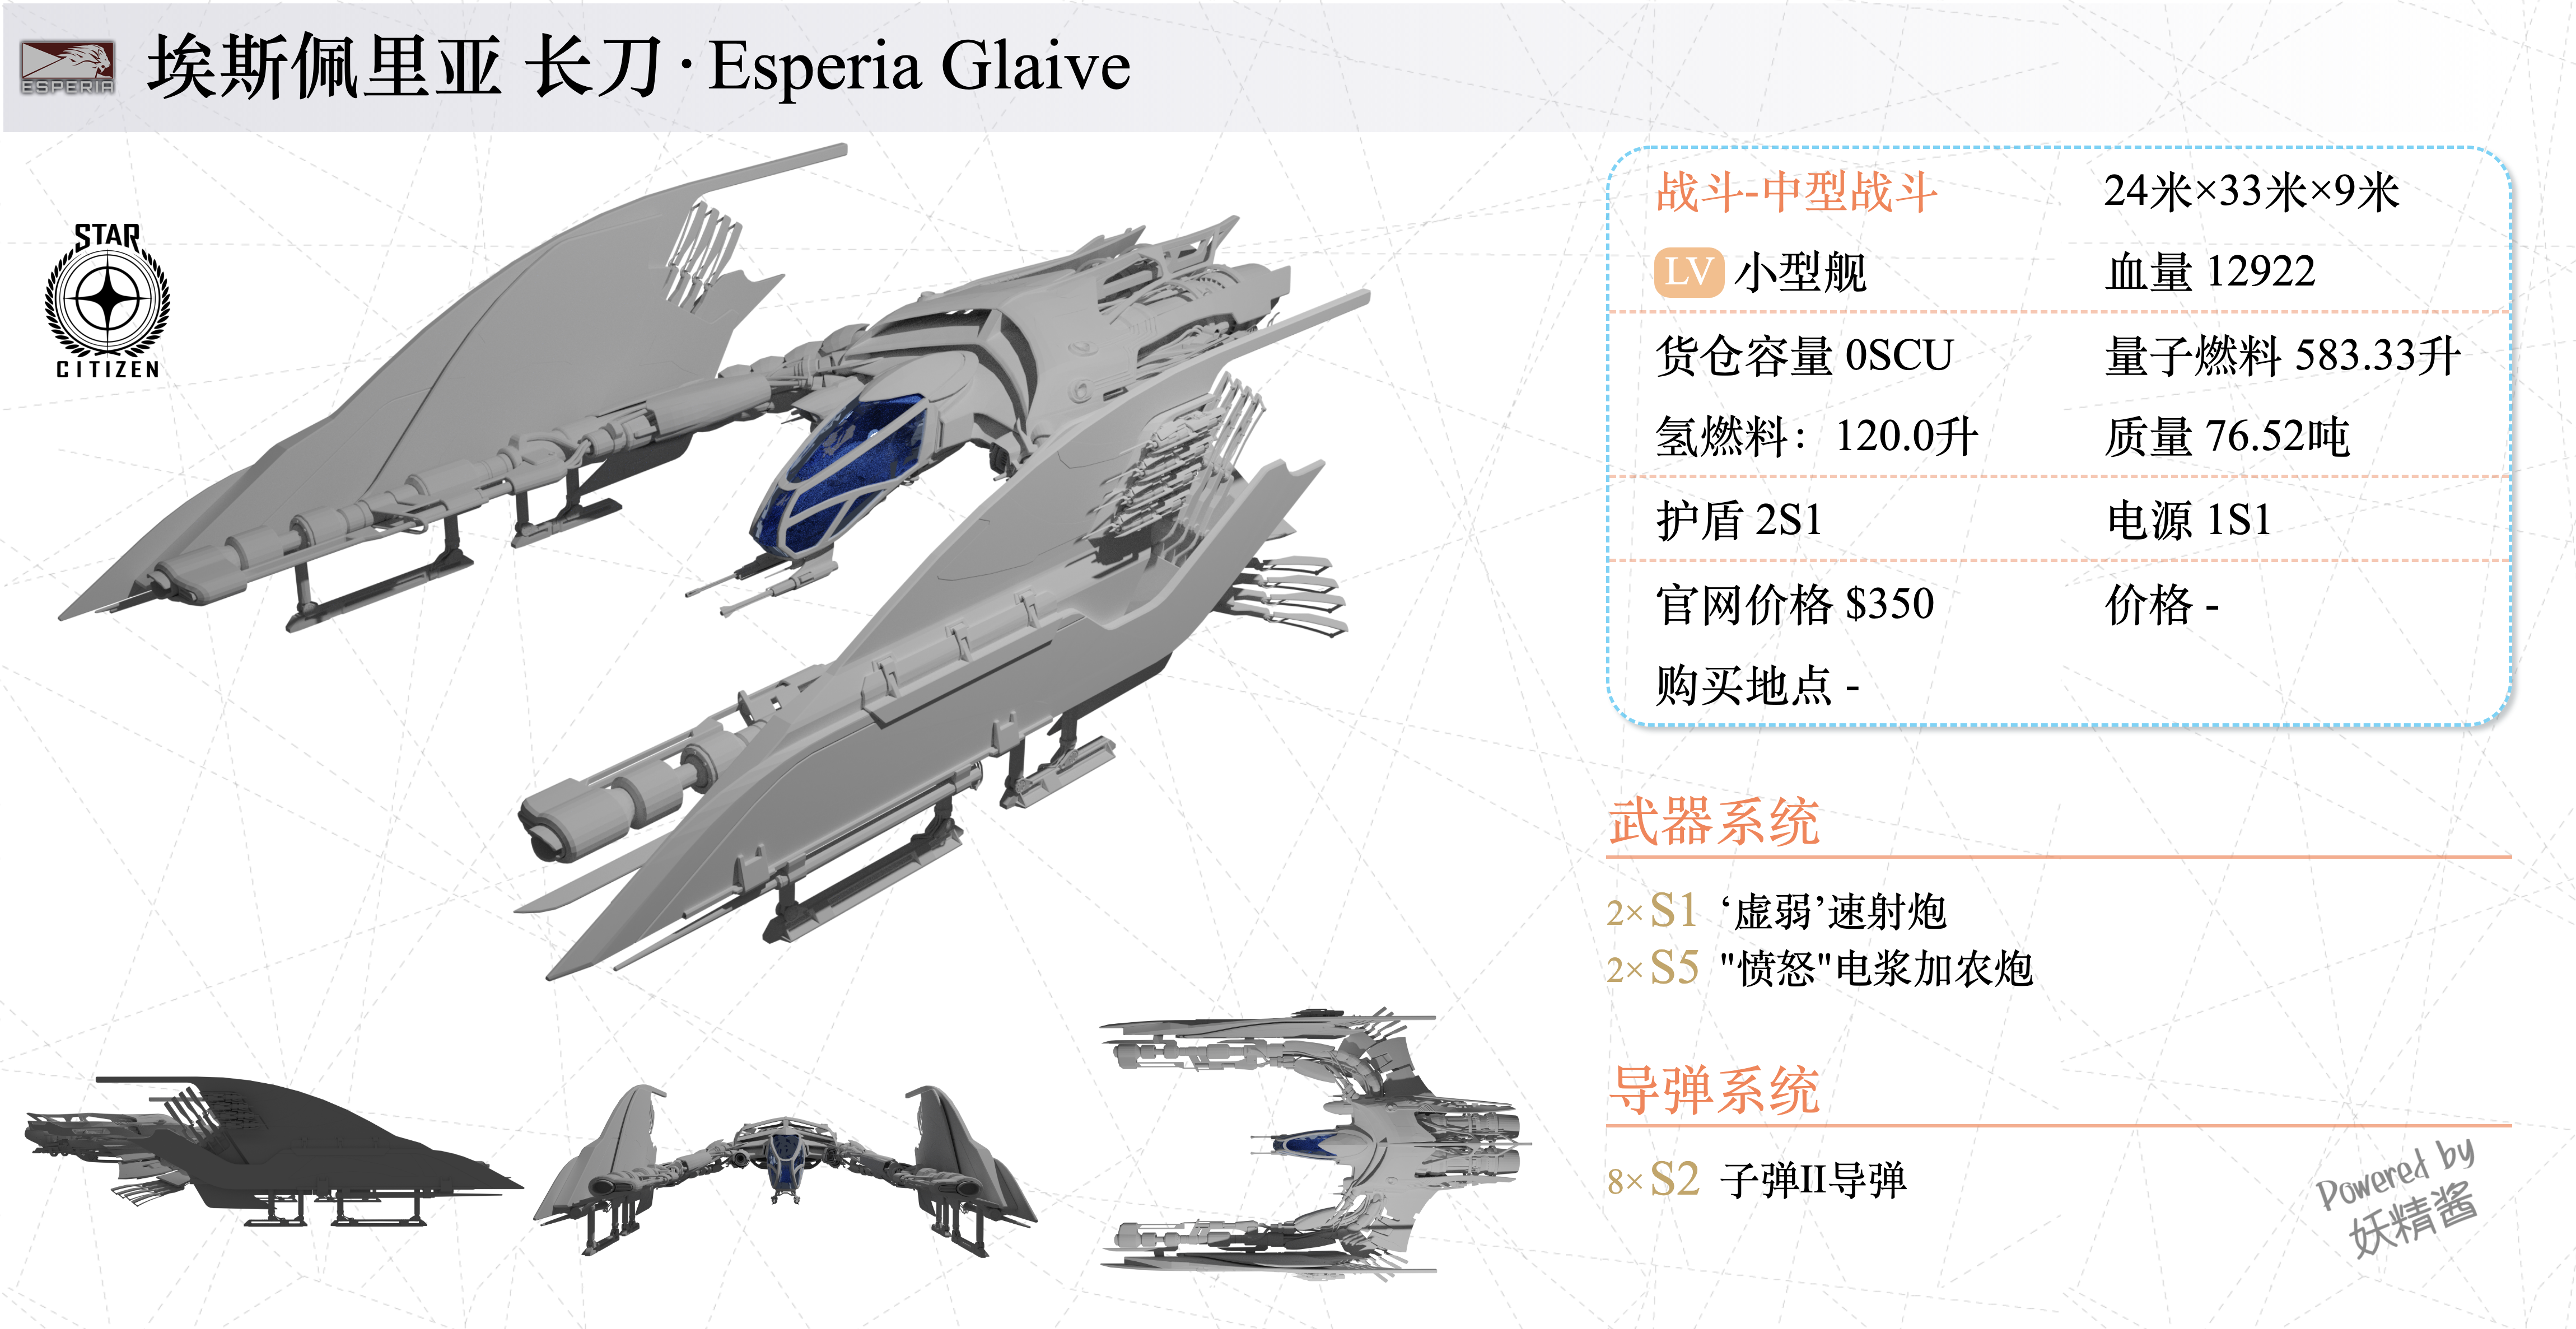 ESPERIA
埃斯佩里亚 长刀·Esperia Glaive
STAR
CITIZEN
战斗-中型战斗 24米×33米×9米
LV 小型舰 血量 12922
货仓容量 0SCU 量子燃料 583.33升
氢燃料：120.0升 质量 76.52吨
护盾 2S1 电源 1S1
官网价格 $350 价格 -
购买地点 -
武器系统
2× S1 ‘虚弱’速射炮
2× S5 "愤怒"电浆加农炮
导弹系统
8× S2 子弹II导弹
Powered by
妖精酱